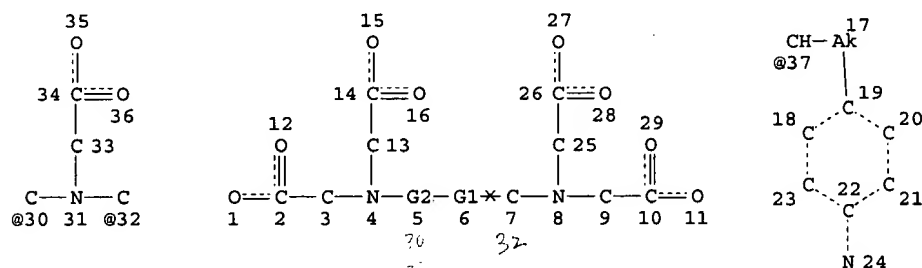 35 15 27 17
O O O CH Ak
@37
34 C O 14 C O 26 C O 19 C
36 16 28 18 C C 20
12 29
O C 33 C 13 C 25 O
C N C O C C N G2 G1 C N C C O 23 C 22 C 21
@30 31 @32 1 2 3 4 5 6 7 8 9 10 11 C
30 32
N 24